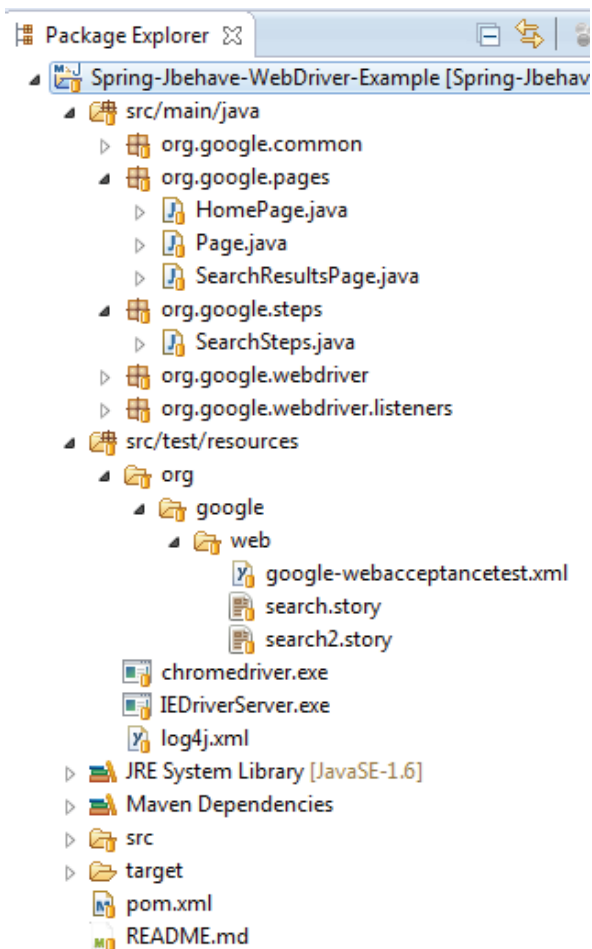 Package Explorer
Spring-Jbehave-WebDriver-Example [Spring-Jbehav
src/main/java
org.google.common
org.google.pages
HomePage.java
Page.java
SearchResultsPage.java
org.google.steps
SearchSteps.java
org.google.webdriver
org.google.webdriver.listeners
src/test/resources
org
google
web
google-webacceptancetest.xml
search.story
search2.story
chromedriver.exe
IEDriverServer.exe
log4j.xml
JRE System Library [JavaSE-1.6]
Maven Dependencies
src
target
pom.xml
README.md